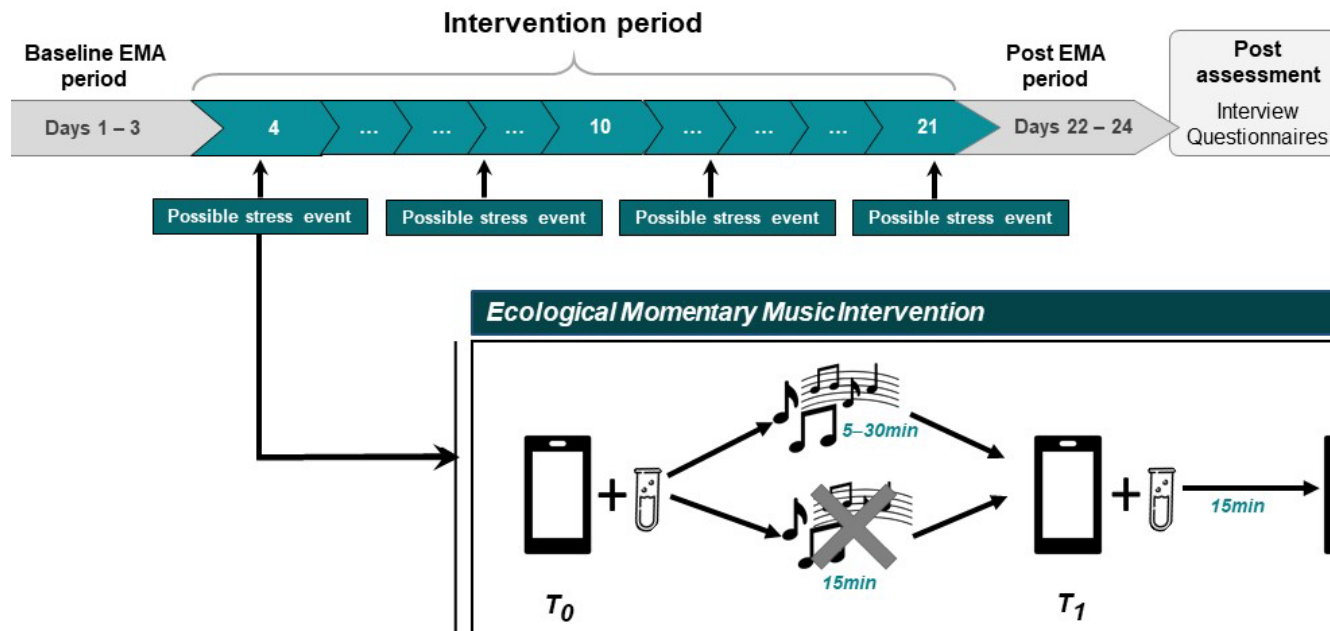 Intervention period
Baseline EMA
period
Post EMA
period
Post
assessment
Interview
Questionnaires
Days 1 – 3
4
...
...
...
10
...
...
...
21
Days 22 – 24
Possible stress event
Possible stress event
Possible stress event
Possible stress event
Ecological Momentary Music Intervention
5–30min
15min
15min
T0
T1